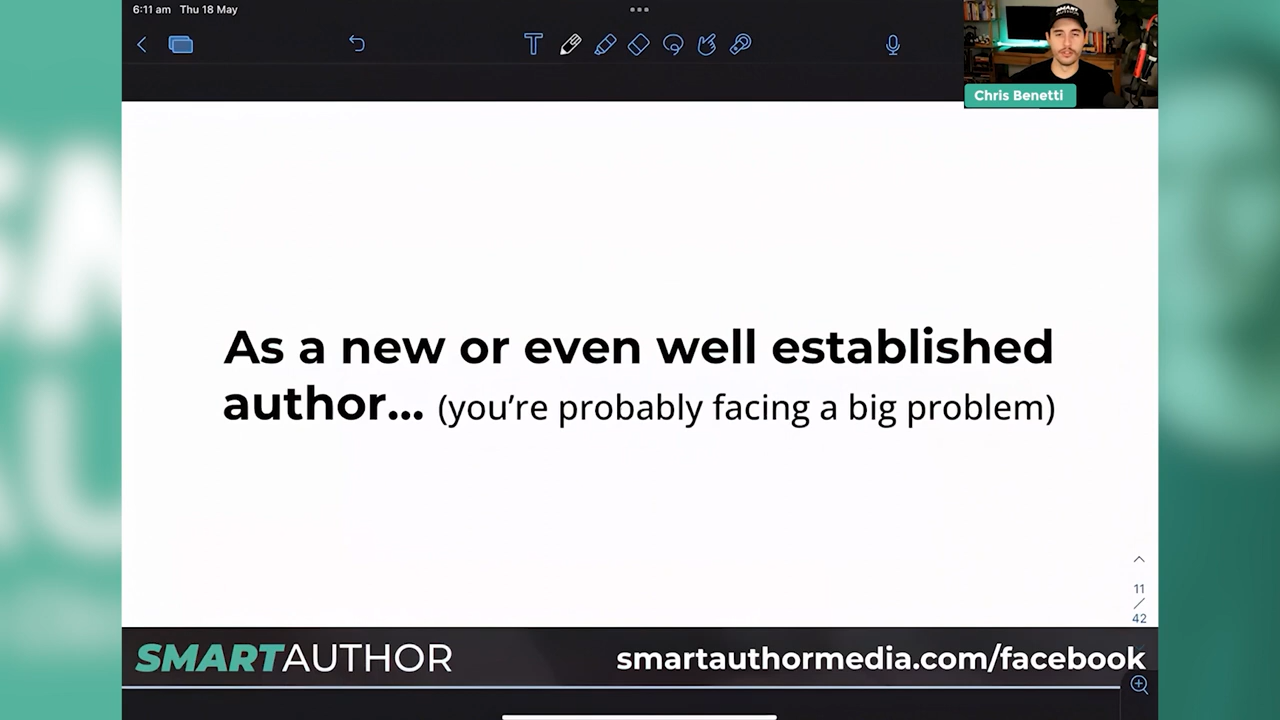 6:11 am Thu 18 May
SMART
Chris Benetti
As a new or even well established
author... (you're probably facing a big problem)
11
/
42
SMARTAUTHOR
smartauthormedia.com/facebook